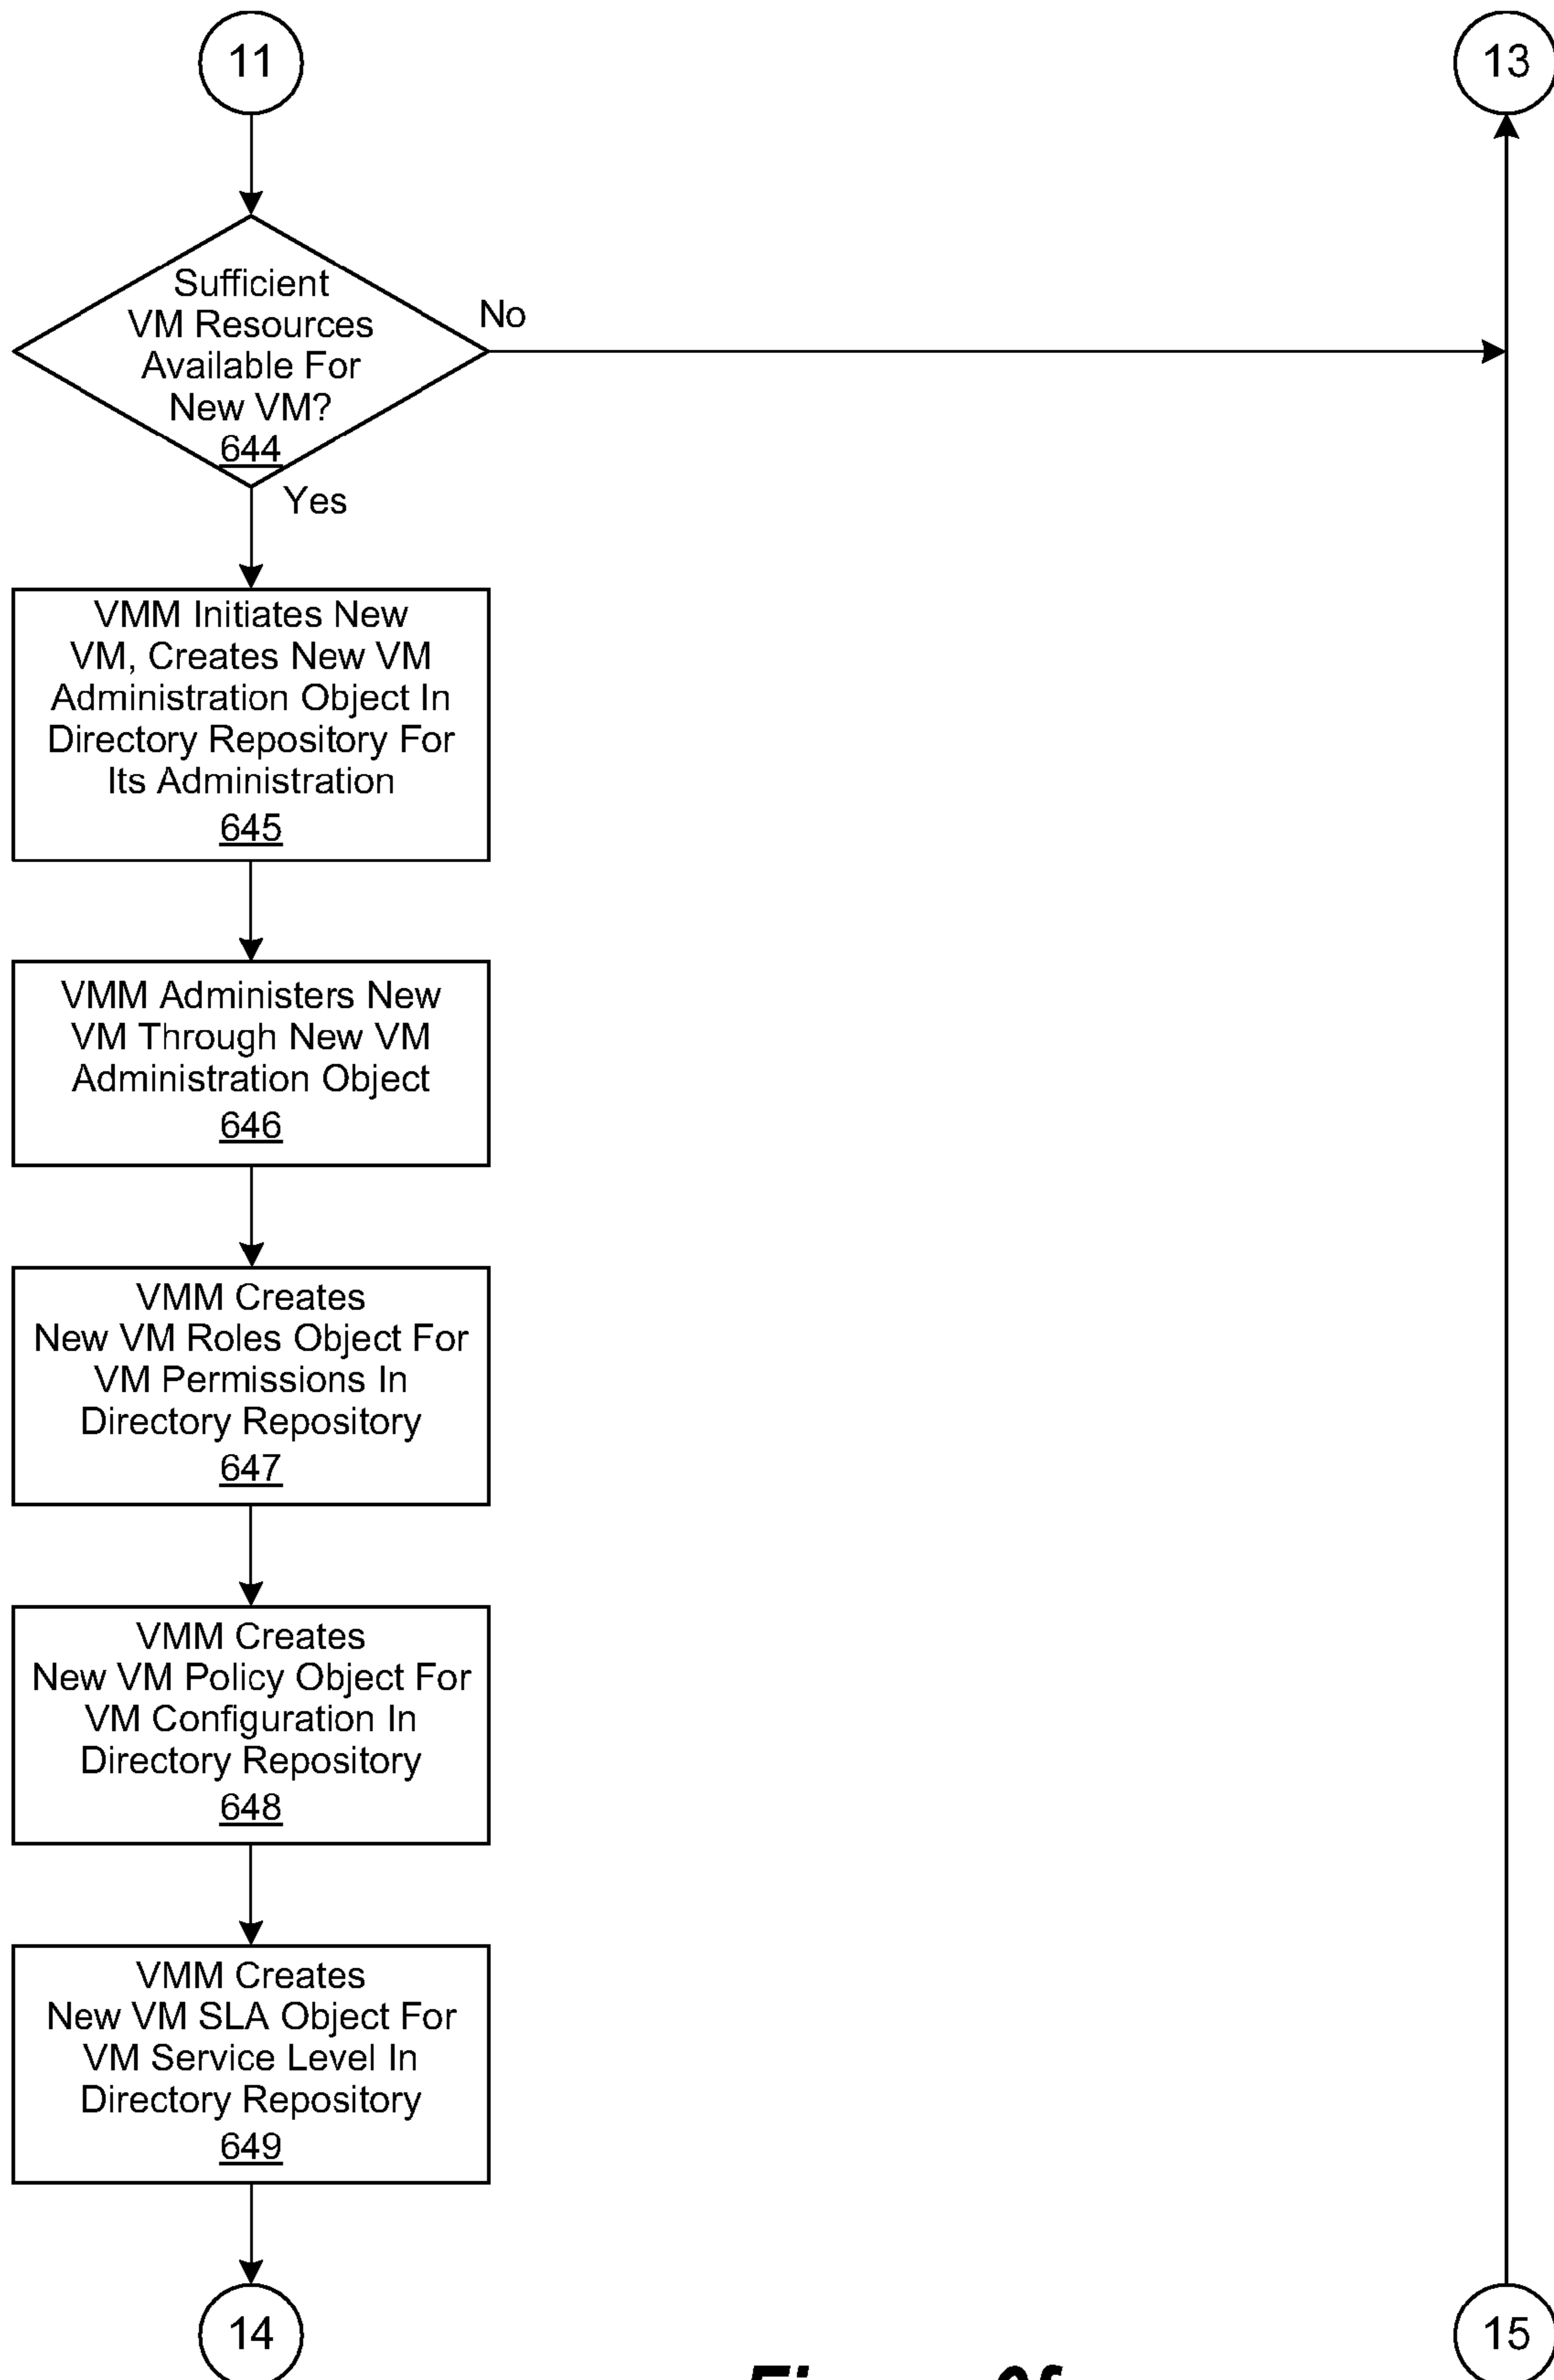 11
13
Sufficient
VM Resources
Available For
New VM?
644
No
Yes
VMM Initiates New
VM, Creates New VM
Administration Object In
Directory Repository For
Its Administration
645
VMM Administers New
VM Through New VM
Administration Object
646
VMM Creates
New VM Roles Object For
VM Permissions In
Directory Repository
647
VMM Creates
New VM Policy Object For
VM Configuration In
Directory Repository
648
VMM Creates
New VM SLA Object For
VM Service Level In
Directory Repository
649
14
15